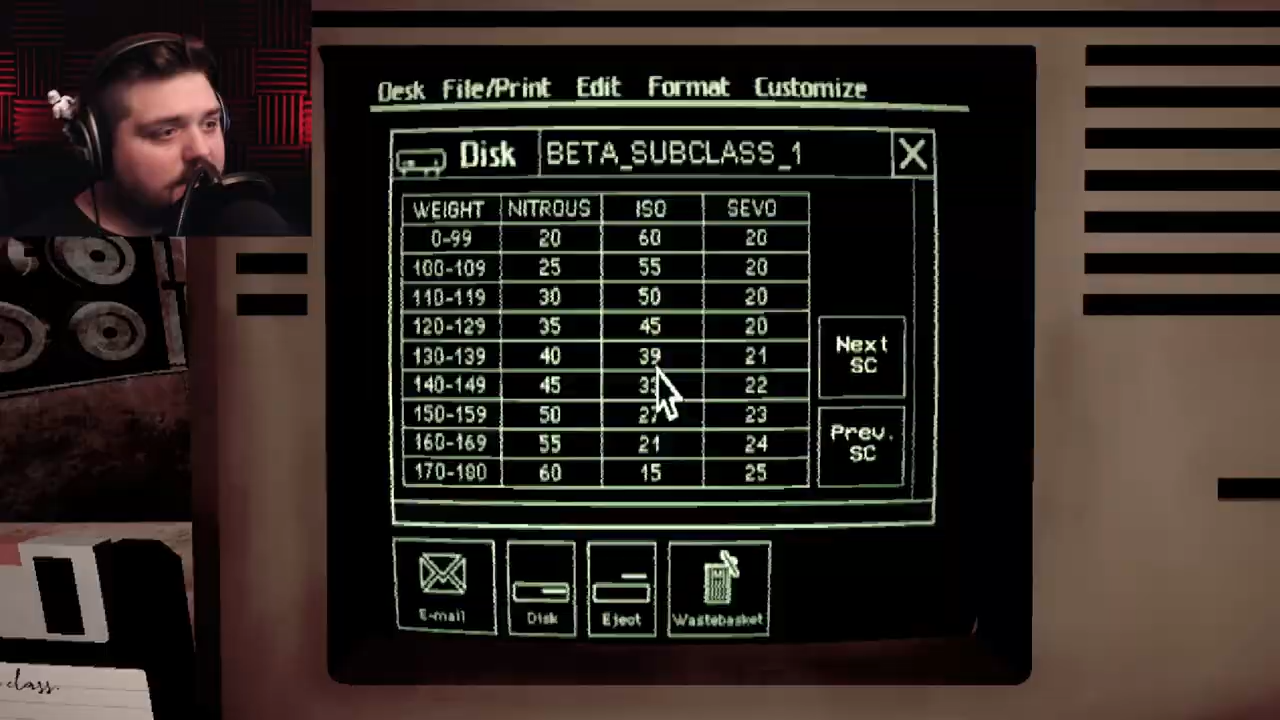 Desk File/Print Edit Format Customize
Disk BETA_SUBCLASS_1 X
WEIGHT NITROUS ISO SEVO
0-99 20 60 20
100-109 25 55 20
110-119 30 50 20
120-129 35 45 20
130-139 40 39 21
140-149 45 22
150-159 50 23
160-169 55 21 24
170-180 60 15 25
Next
SC
Prev.
SC
E-mail Disk Eject Wastebasket
class.